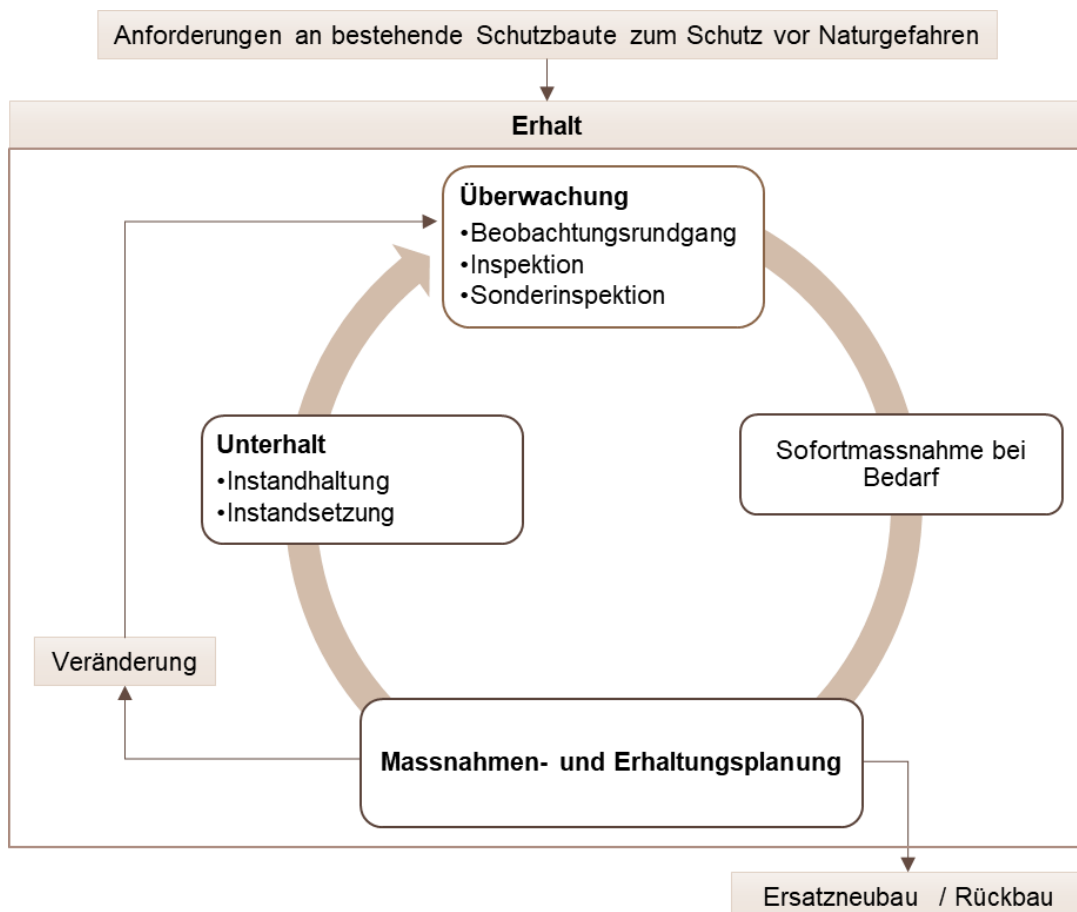 Anforderungen an bestehende Schutzbaute zum Schutz vor Naturgefahren
Erhalt
Überwachung
•Beobachtungsrundgang
•Inspektion
•Sonderinspektion
Sofortmassnahme bei
Bedarf
Unterhalt
•Instandhaltung
•Instandsetzung
Veränderung
Massnahmen- und Erhaltungsplanung
Ersatzneubau / Rückbau